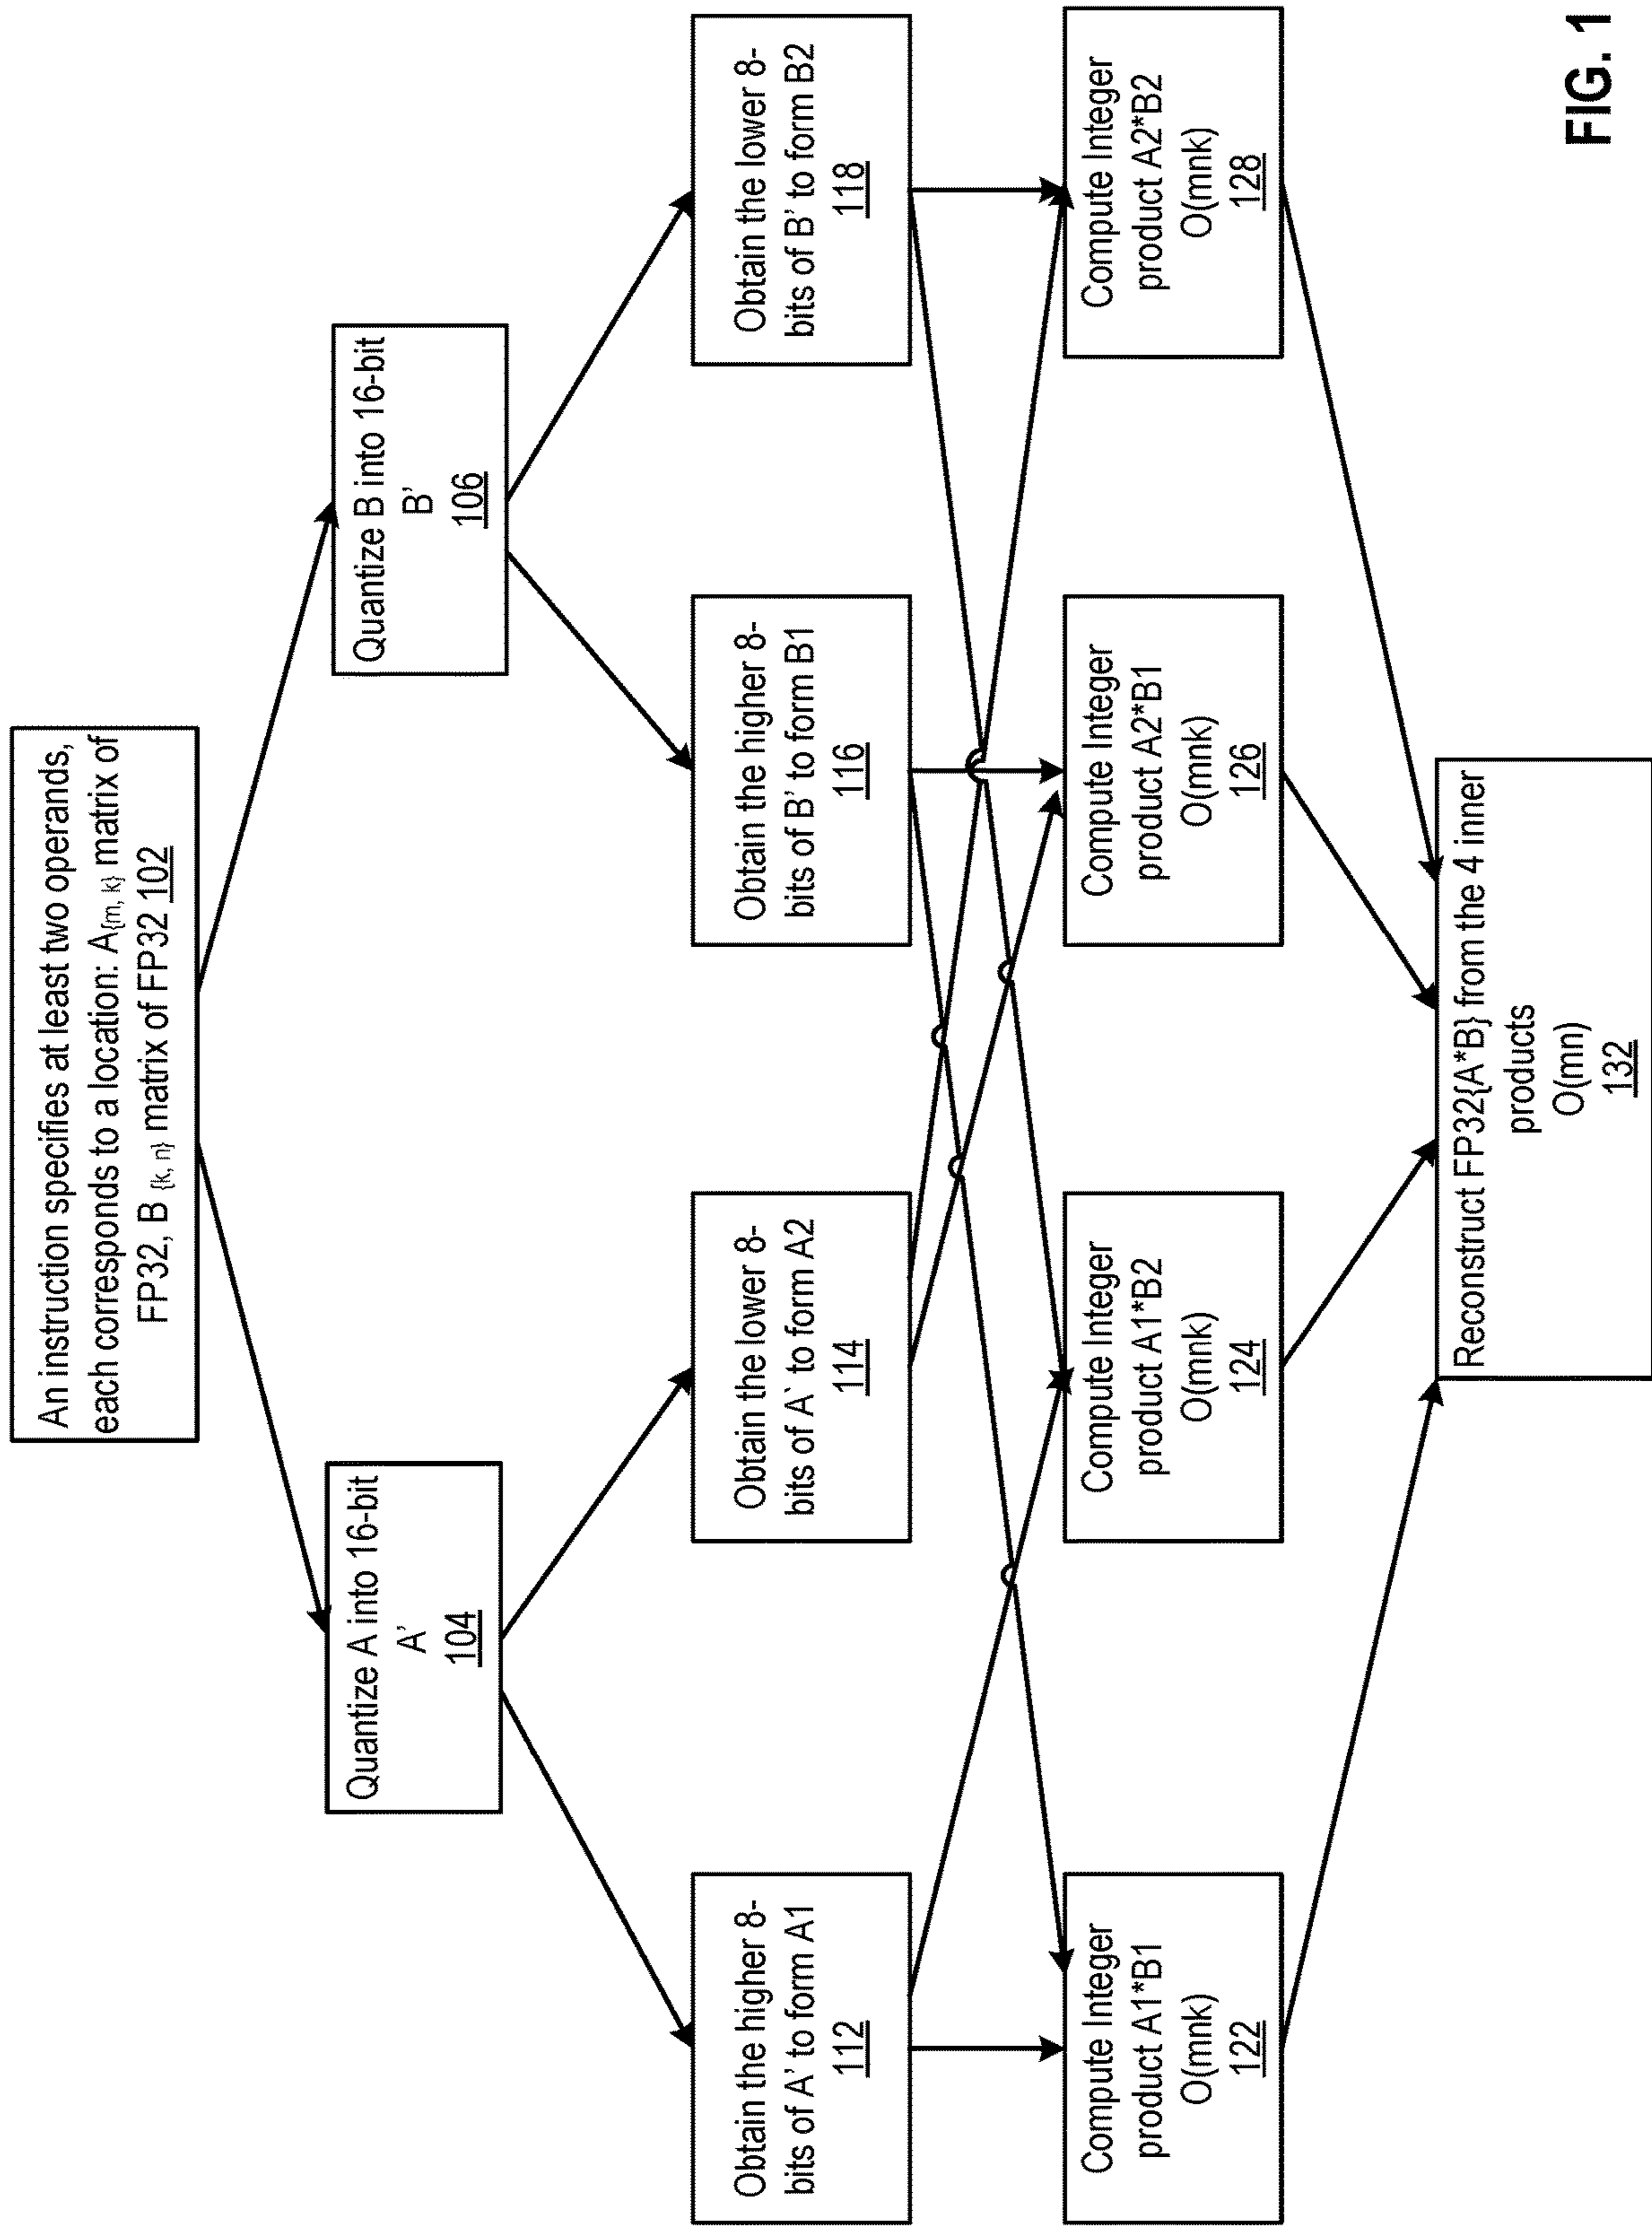 An instruction specifies at least two operands,
each corresponds to a location: A{m, k} matrix of
FP32, B {k, n} matrix of FP32 102
Quantize A into 16-bit
A’
104
Quantize B into 16-bit
B’
106
Obtain the higher 8-
bits of A’ to form A1
112
Obtain the lower 8-
bits of A` to form A2
114
Obtain the higher 8-
bits of B’ to form B1
116
Obtain the lower 8-
bits of B’ to form B2
118
Compute Integer
product A1*B1
O(mnk)
122
Compute Integer
product A1*B2
O(mnk)
124
Compute Integer
product A2*B1
O(mnk)
126
Compute Integer
product A2*B2
O(mnk)
128
Reconstruct FP32{A*B} from the 4 inner
products
O(mn)
132
FIG. 1